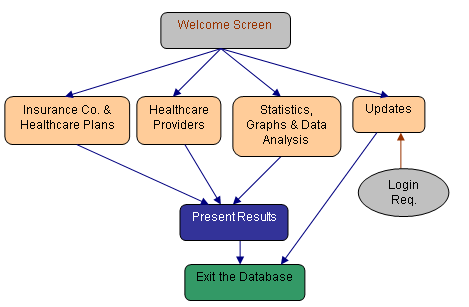 Welcome Screen
Insurance Co. &
Healthcare Plans
Healthcare
Providers
Statistics,
Graphs & Data
Analysis
Updates
Login
Req.
Present Results
Exit the Database